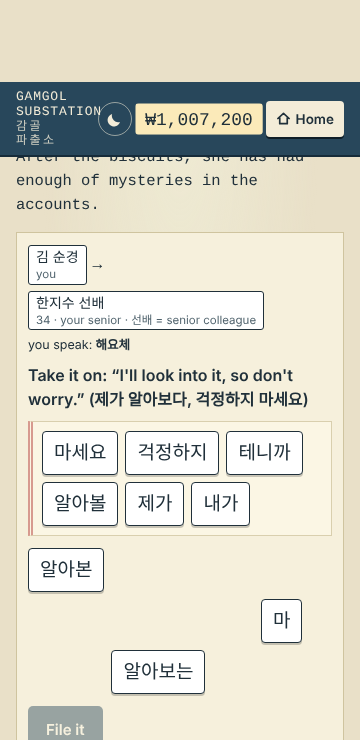 GAMGOL
SUBSTATION
감골
파출소
₩1,007,200
Home
After the biscuits, she has had
enough of mysteries in the
accounts.
김 순경
you
→
한지수 선배
34 · your senior · 선배 = senior colleague
you speak: 해요체
Take it on: “I'll look into it, so don't
worry.” (제가 알아보다, 걱정하지 마세요)
마세요 걱정하지 테니까
알아볼 제가 내가
알아본
마
알아보는
File it